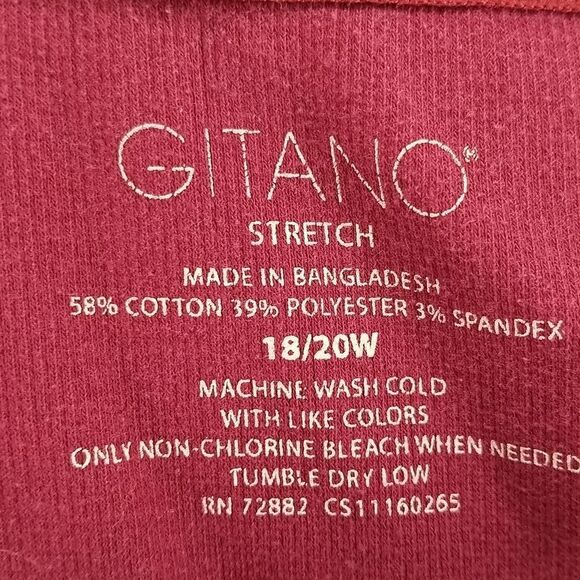 GITANO®
STRETCH
MADE IN BANGLADESH
58% COTTON 39% POLYESTER 3% SPANDEX
18/20W
MACHINE WASH COLD
WITH LIKE COLORS
ONLY NON-CHLORINE BLEACH WHEN NEEDED
TUMBLE DRY LOW
RN 72882 CS11160265